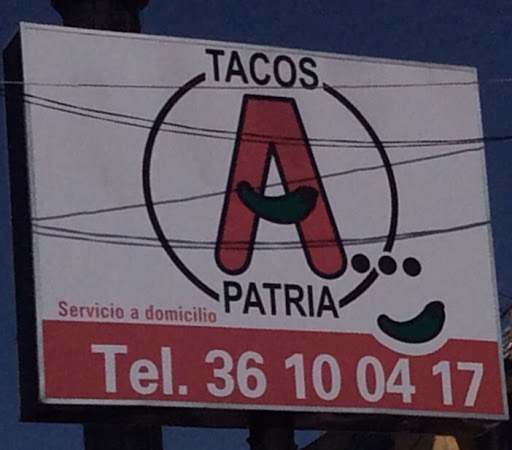 TACOS
A...
PATRIA
Servicio a domicilio
Tel. 36 10 04 17